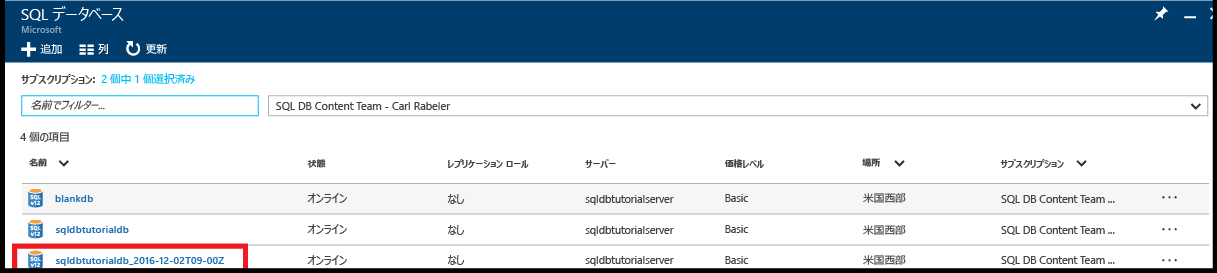 SQL データベース
Microsoft
追加 列 更新
サブスクリプション: 2 個中 1 個選択済み
名前でフィルター... SQL DB Content Team - Carl Rabeler
4 個の項目
名前 状態 レプリケーション ロール サーバー 価格レベル 場所 サブスクリプション
SQL v12 blankdb オンライン なし sqldbtutorialserver Basic 米国西部 SQL DB Content Team ... ...
SQL v12 sqldbtutorialdb オンライン なし sqldbtutorialserver Basic 米国西部 SQL DB Content Team ... ...
SQL v12 sqldbtutorialdb_2016-12-02T09-00Z オンライン なし sqldbtutorialserver Basic 米国西部 SQL DB Content Team ... ...